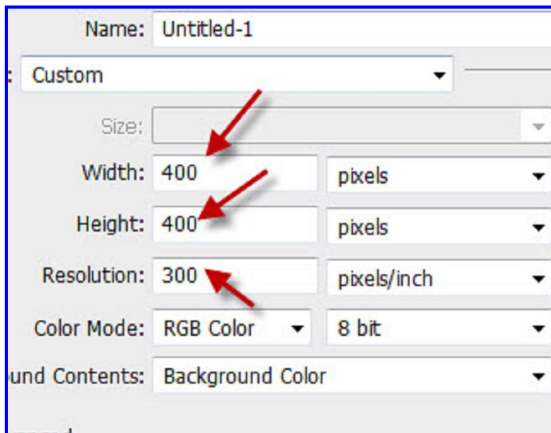 Name: Untitled-1
: Custom
Size:
Width: 400 pixels
Height: 400 pixels
Resolution: 300 pixels/inch
Color Mode: RGB Color 8 bit
und Contents: Background Color